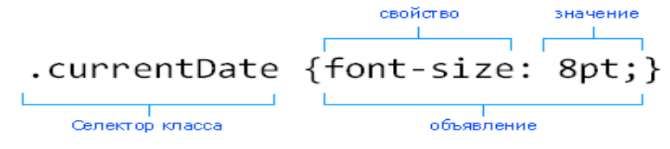 свойство значение
.currentDate {font-size: 8pt;}
Селектор класса объявление